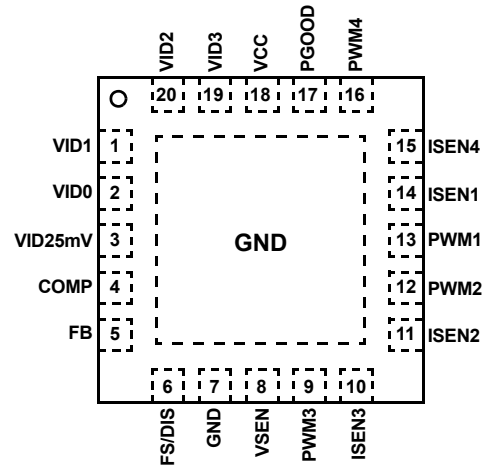 VID2
VID3
VCC
PGOOD
PWM4
20
19
18
17
16
VID1
1
15
ISEN4
VID0
2
14
ISEN1
VID25mV
3
GND
13
PWM1
COMP
4
12
PWM2
FB
5
11
ISEN2
6
7
8
9
10
FS/DIS
GND
VSEN
PWM3
ISEN3